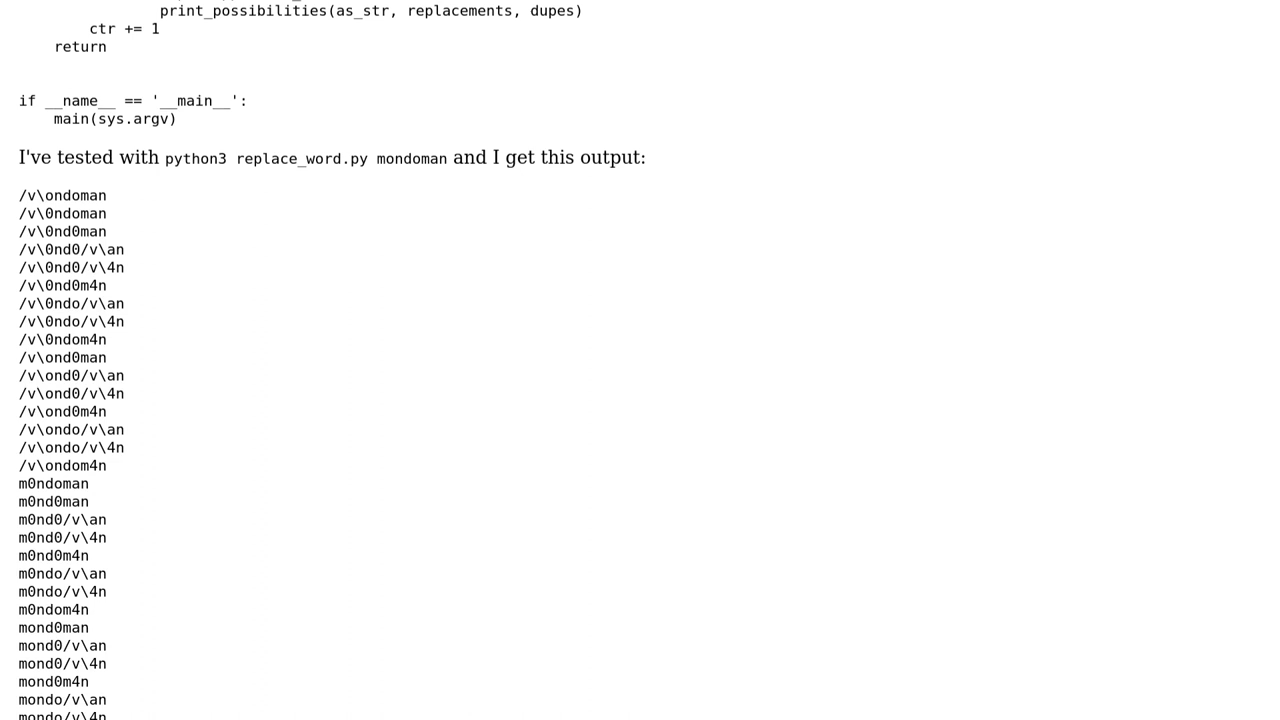 print_possibilities(as_str, replacements, dupes)
ctr += 1
return
if __name__ == '__main__':
main(sys.argv)
I've tested with python3 replace_word.py mondoman and I get this output:
/v\ondoman
/v\0ndoman
/v\0nd0man
/v\0nd0/v\an
/v\0nd0/v\4n
/v\0nd0m4n
/v\0ndo/v\an
/v\0ndo/v\4n
/v\0ndom4n
/v\ond0man
/v\ond0/v\an
/v\ond0/v\4n
/v\ond0m4n
/v\ondo/v\an
/v\ondo/v\4n
/v\ondom4n
m0ndoman
m0nd0man
m0nd0/v\an
m0nd0/v\4n
m0nd0m4n
m0ndo/v\an
m0ndo/v\4n
m0ndom4n
mond0man
mond0/v\an
mond0/v\4n
mond0m4n
mondo/v\an
mondo/v\4n